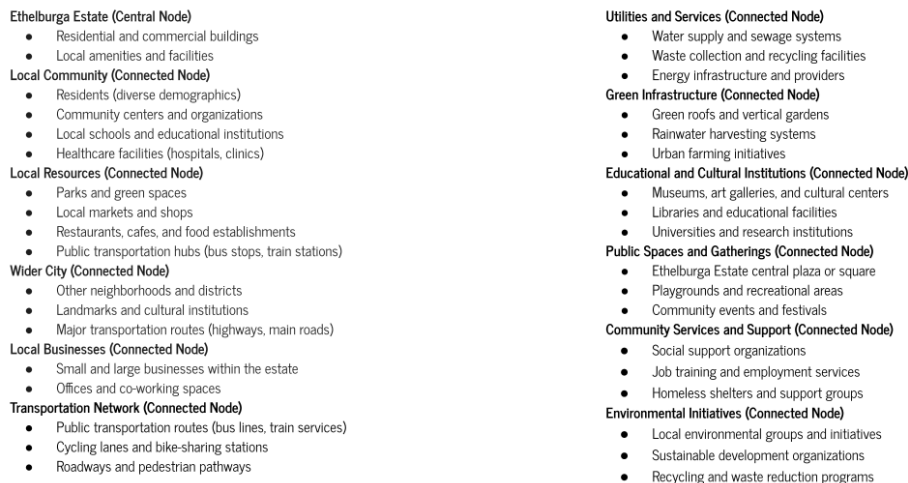 Ethelburga Estate (Central Node)
● Residential and commercial buildings
● Local amenities and facilities
Local Community (Connected Node)
● Residents (diverse demographics)
● Community centers and organizations
● Local schools and educational institutions
● Healthcare facilities (hospitals, clinics)
Local Resources (Connected Node)
● Parks and green spaces
● Local markets and shops
● Restaurants, cafes, and food establishments
● Public transportation hubs (bus stops, train stations)
Wider City (Connected Node)
● Other neighborhoods and districts
● Landmarks and cultural institutions
● Major transportation routes (highways, main roads)
Local Businesses (Connected Node)
● Small and large businesses within the estate
● Offices and co-working spaces
Transportation Network (Connected Node)
● Public transportation routes (bus lines, train services)
● Cycling lanes and bike-sharing stations
● Roadways and pedestrian pathways
Utilities and Services (Connected Node)
● Water supply and sewage systems
● Waste collection and recycling facilities
● Energy infrastructure and providers
Green Infrastructure (Connected Node)
● Green roofs and vertical gardens
● Rainwater harvesting systems
● Urban farming initiatives
Educational and Cultural Institutions (Connected Node)
● Museums, art galleries, and cultural centers
● Libraries and educational facilities
● Universities and research institutions
Public Spaces and Gatherings (Connected Node)
● Ethelburga Estate central plaza or square
● Playgrounds and recreational areas
● Community events and festivals
Community Services and Support (Connected Node)
● Social support organizations
● Job training and employment services
● Homeless shelters and support groups
Environmental Initiatives (Connected Node)
● Local environmental groups and initiatives
● Sustainable development organizations
● Recycling and waste reduction programs